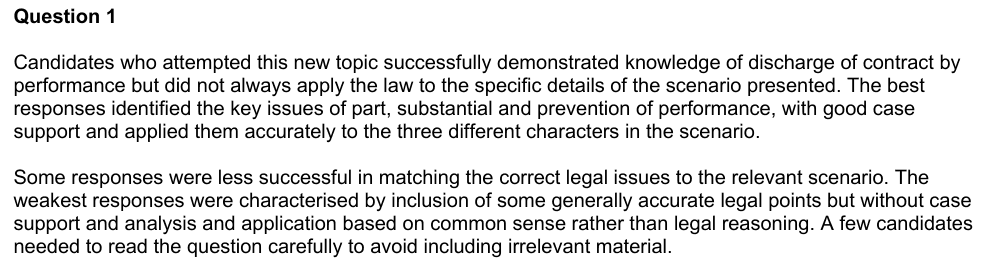 Question 1
Candidates who attempted this new topic successfully demonstrated knowledge of discharge of contract by
performance but did not always apply the law to the specific details of the scenario presented. The best
responses identified the key issues of part, substantial and prevention of performance, with good case
support and applied them accurately to the three different characters in the scenario.
Some responses were less successful in matching the correct legal issues to the relevant scenario. The
weakest responses were characterised by inclusion of some generally accurate legal points but without case
support and analysis and application based on common sense rather than legal reasoning. A few candidates
needed to read the question carefully to avoid including irrelevant material.